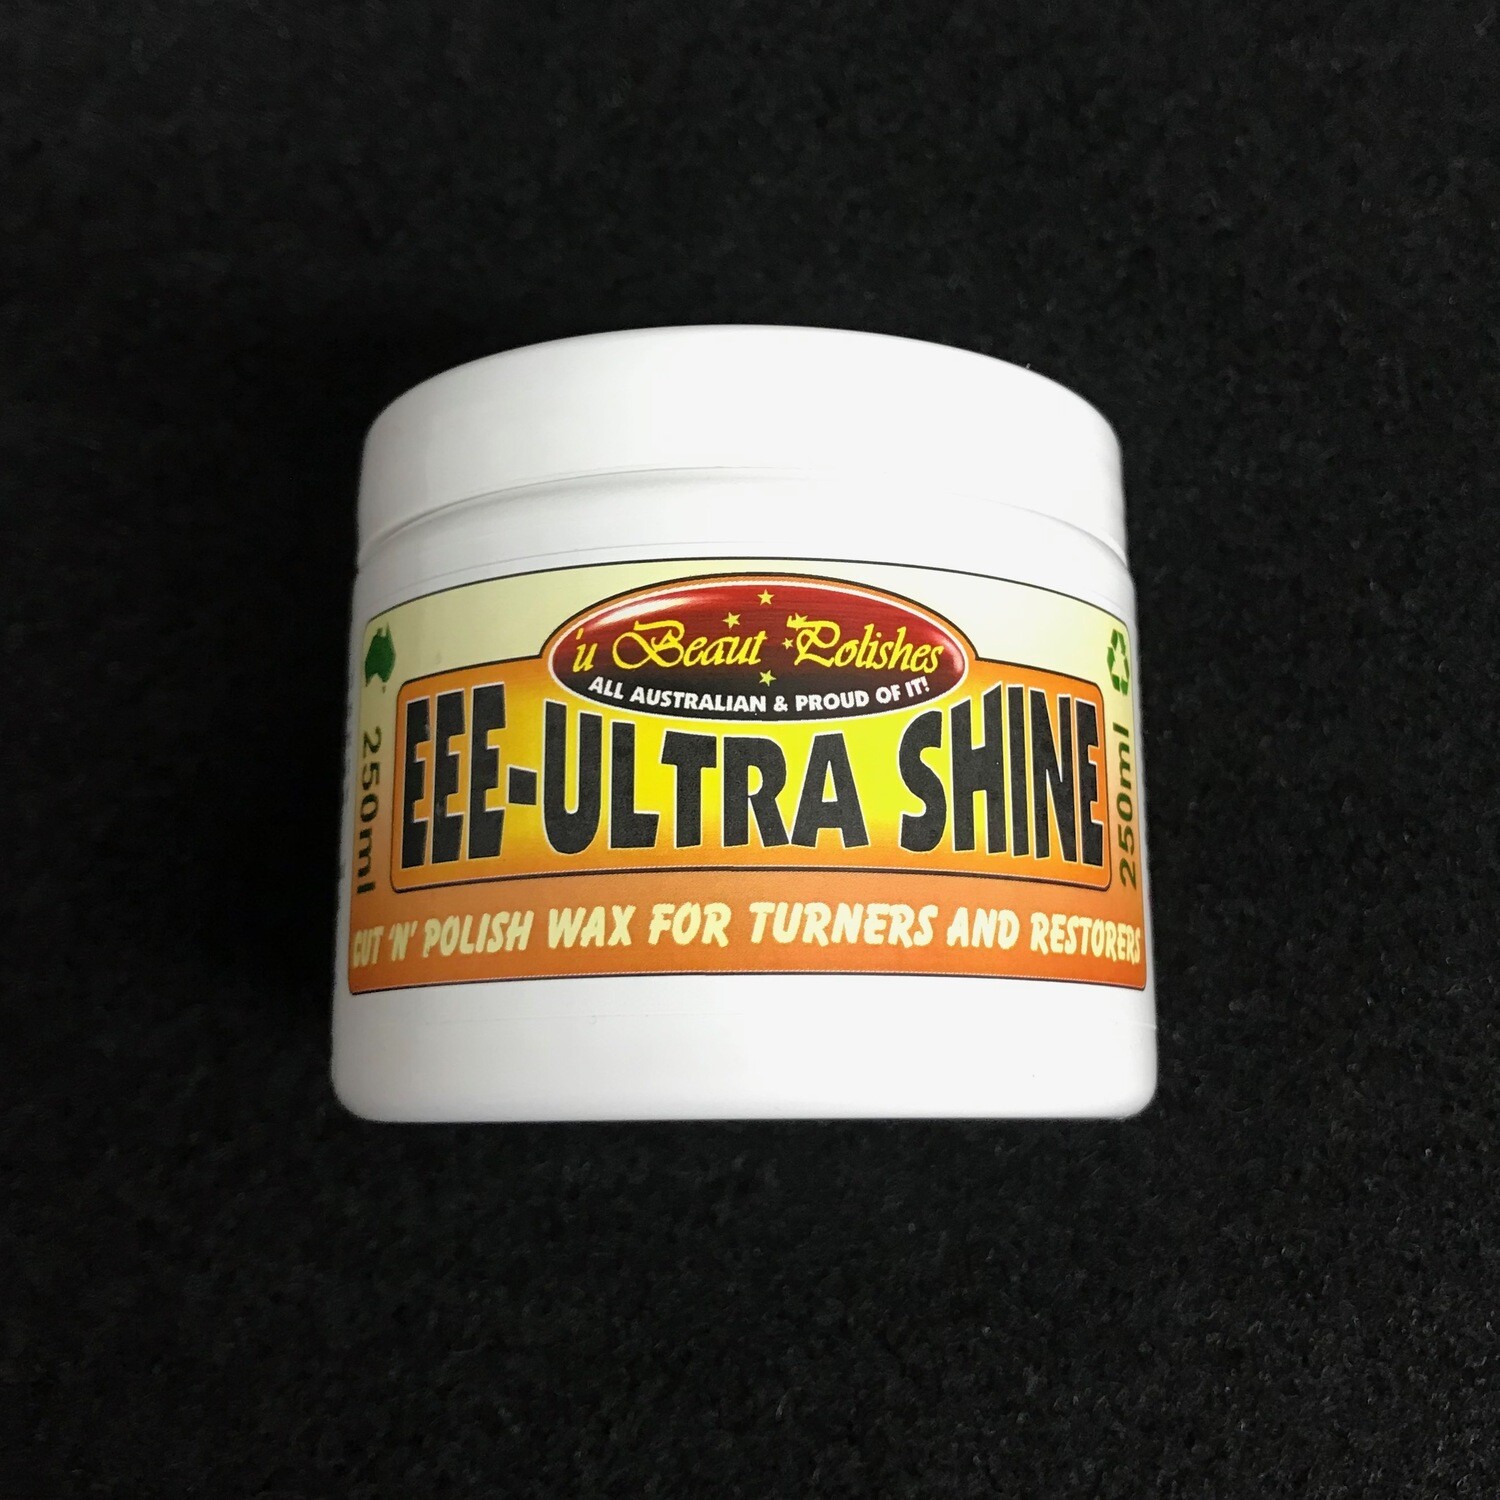 'u Beaut Polishes
ALL AUSTRALIAN & PROUD OF IT!
EEE-ULTRA SHINE
250ml
250ml
CUT 'N' POLISH WAX FOR TURNERS AND RESTORERS